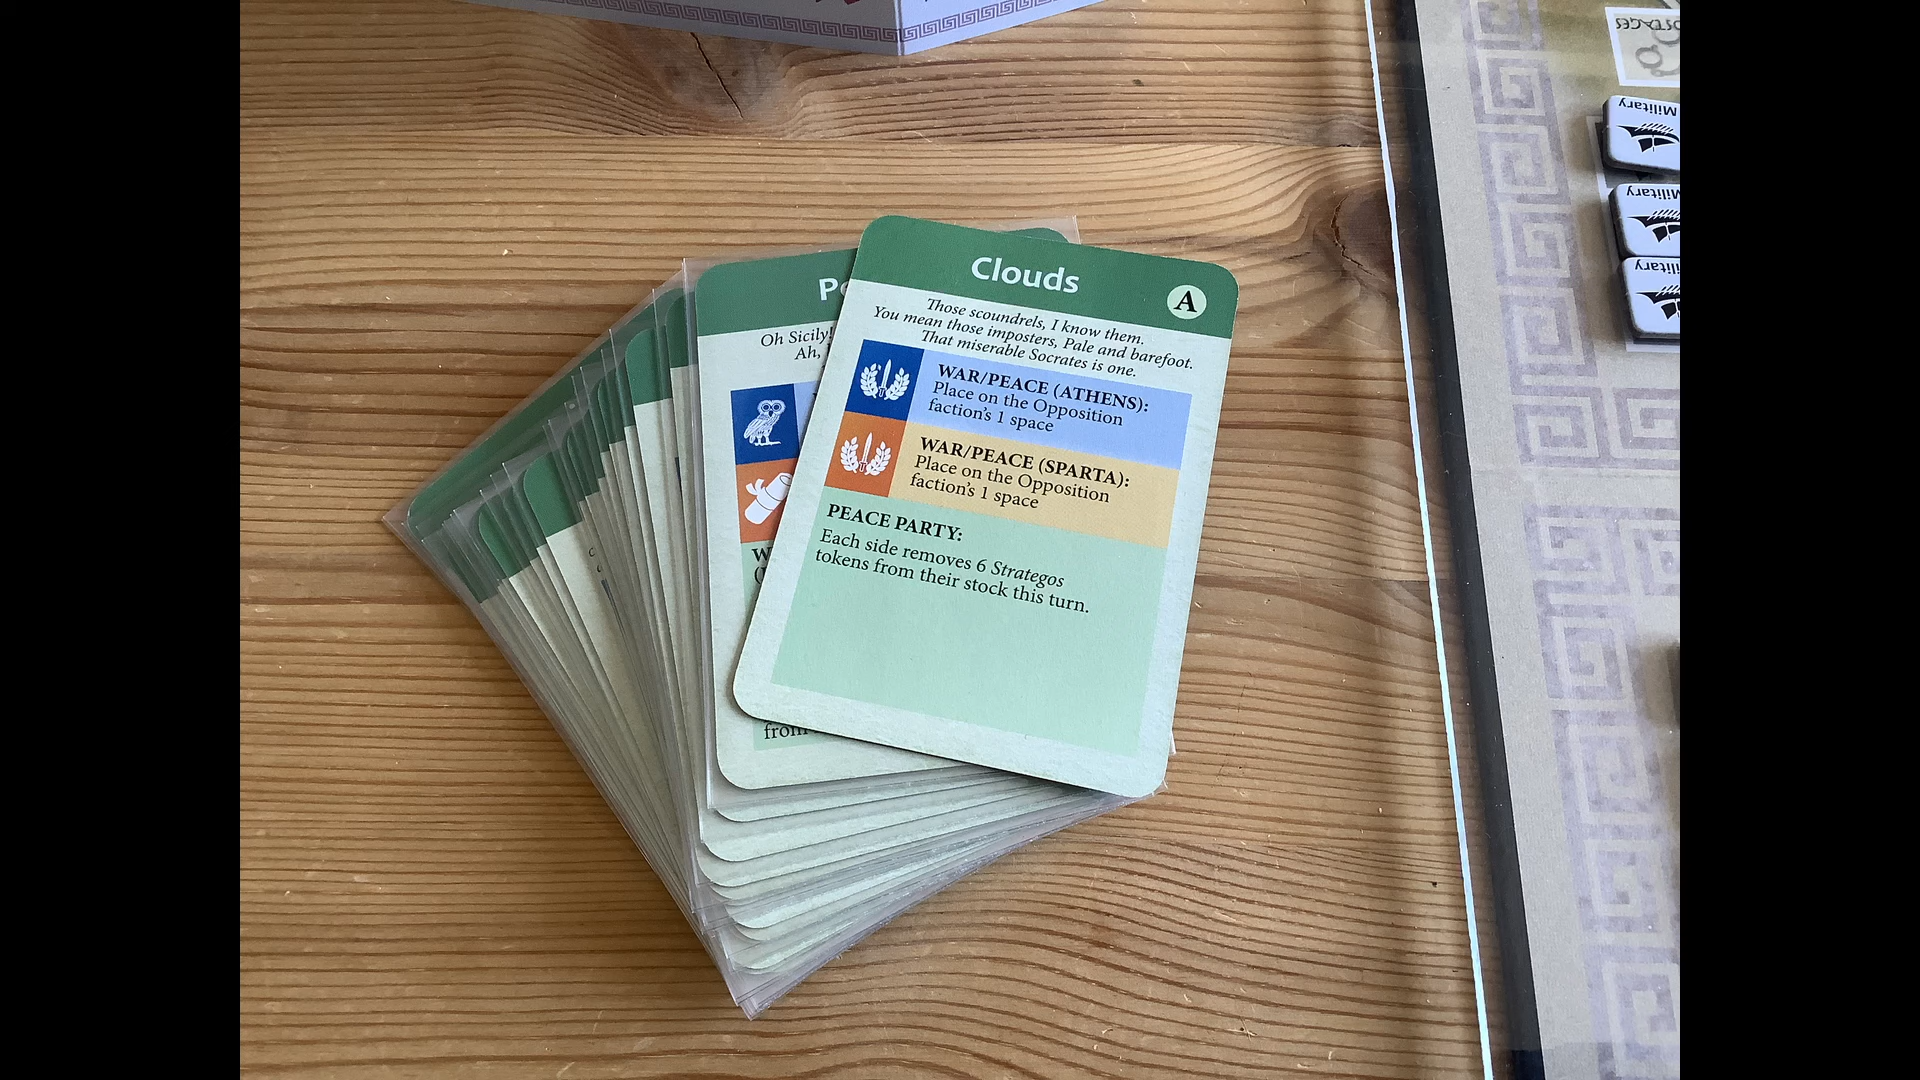 Clouds
A
Those scoundrels, I know them.
You mean those imposters, Pale and barefoot.
That miserable Socrates is one.
WAR/PEACE (ATHENS):
Place on the Opposition
faction's 1 space
WAR/PEACE (SPARTA):
Place on the Opposition
faction's 1 space
PEACE PARTY:
Each side removes 6 Strategos
tokens from their stock this turn.
Oh Sicily!
Ah,
from
Military
Military
Military